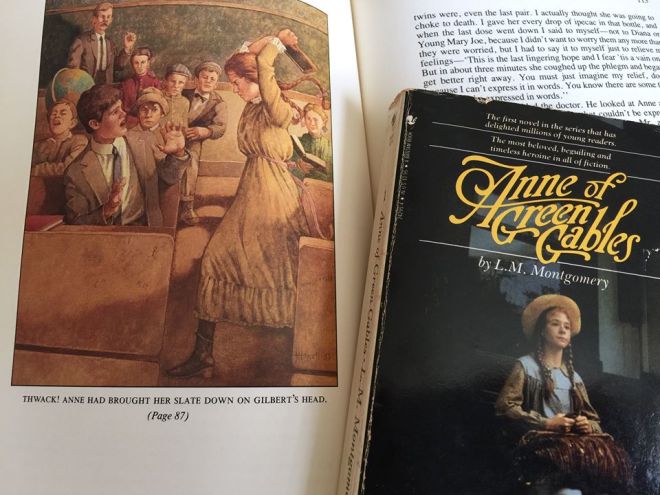 THWACK! ANNE HAD BROUGHT HER SLATE DOWN ON GILBERT'S HEAD.
(Page 87)
113
twins were, even the last pair. I actually thought she was going to
choke to death. I gave her every drop of ipecac in that bottle, and
when the last dose went down I said to myself—not to Diana or
Young Mary Joe, because I didn't want to worry them any more than
they were worried, but I had to say it to myself just to relieve my
feelings—'This is the last lingering hope and I fear 'tis a vain on
But in about three minutes she coughed up the phlegm and bega
get better right away. You must just imagine my relief, do
ecause I can't express it in words. You know there are som
expressed in words."
the doctor. He looked at Anne
couldn't be expr
The first novel in the series that has
delighted millions of young readers.
The most beloved, beguiling and
timeless heroine in all of fiction.
Anne of
Green
Gables
by L.M. Montgomery
Anne of Green Gables • L. M. Montgom